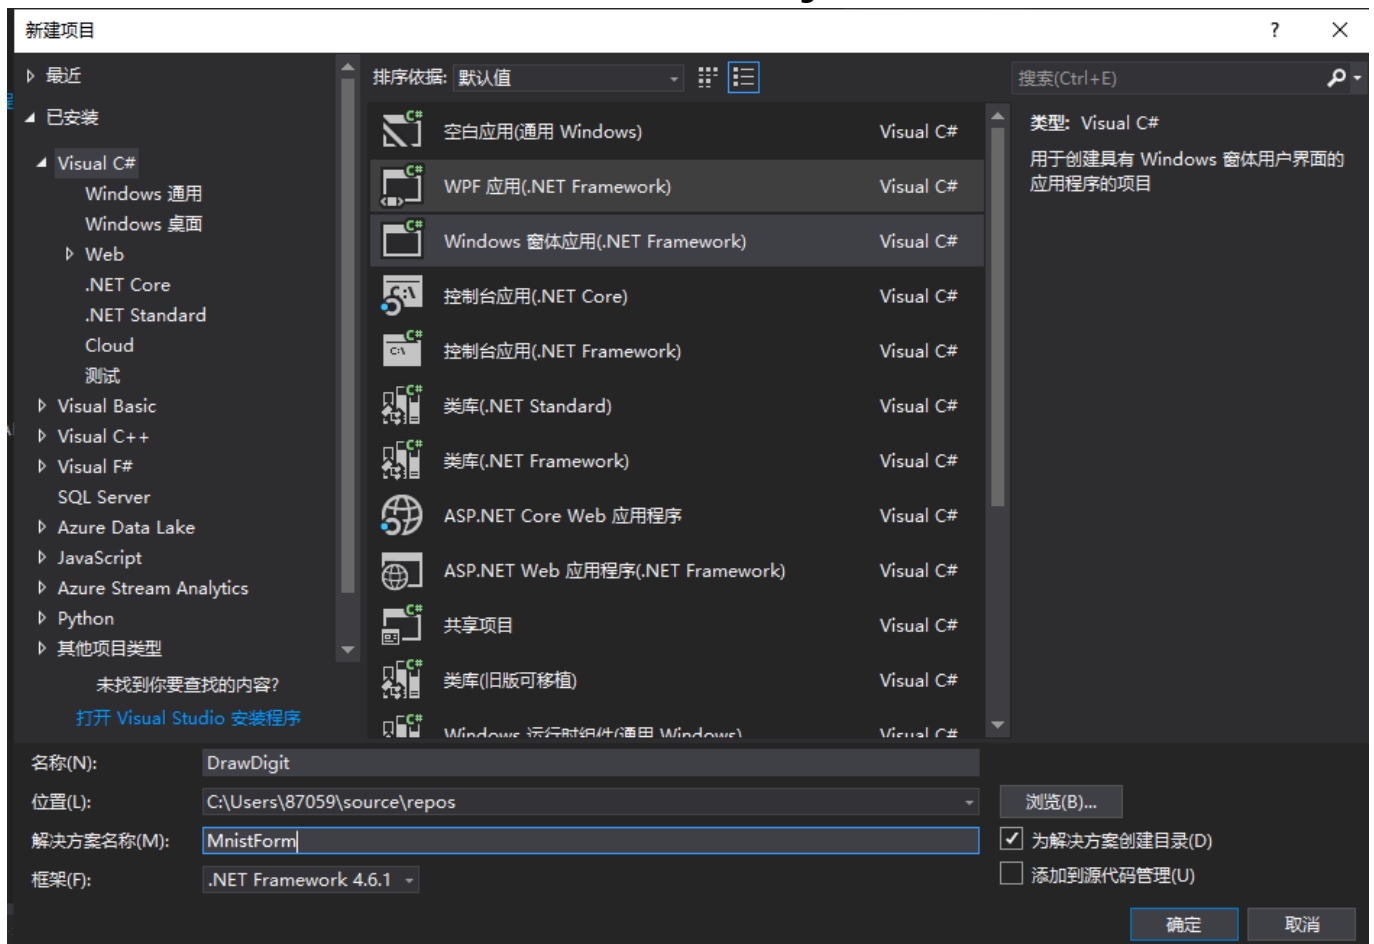 新建项目
?
最近
已安装
Visual C#
Windows 通用
Windows 桌面
Web
.NET Core
.NET Standard
Cloud
测试
Visual Basic
Visual C++
Visual F#
SQL Server
Azure Data Lake
JavaScript
Azure Stream Analytics
Python
其他项目类型
未找到你要查找的内容?
打开 Visual Studio 安装程序
排序依据: 默认值
空白应用(通用 Windows) Visual C#
WPF 应用(.NET Framework) Visual C#
Windows 窗体应用(.NET Framework) Visual C#
控制台应用(.NET Core) Visual C#
控制台应用(.NET Framework) Visual C#
类库(.NET Standard) Visual C#
类库(.NET Framework) Visual C#
ASP.NET Core Web 应用程序 Visual C#
ASP.NET Web 应用程序(.NET Framework) Visual C#
共享项目 Visual C#
类库(旧版可移植) Visual C#
Windows 运行时组件(通用 Windows) Visual C#
搜索(Ctrl+E)
类型: Visual C#
用于创建具有 Windows 窗体用户界面的
应用程序的项目
名称(N): DrawDigit
位置(L): C:\Users\87059\source\repos
浏览(B)...
解决方案名称(M): MnistForm
为解决方案创建目录(D)
框架(F): .NET Framework 4.6.1
添加到源代码管理(U)
确定 取消